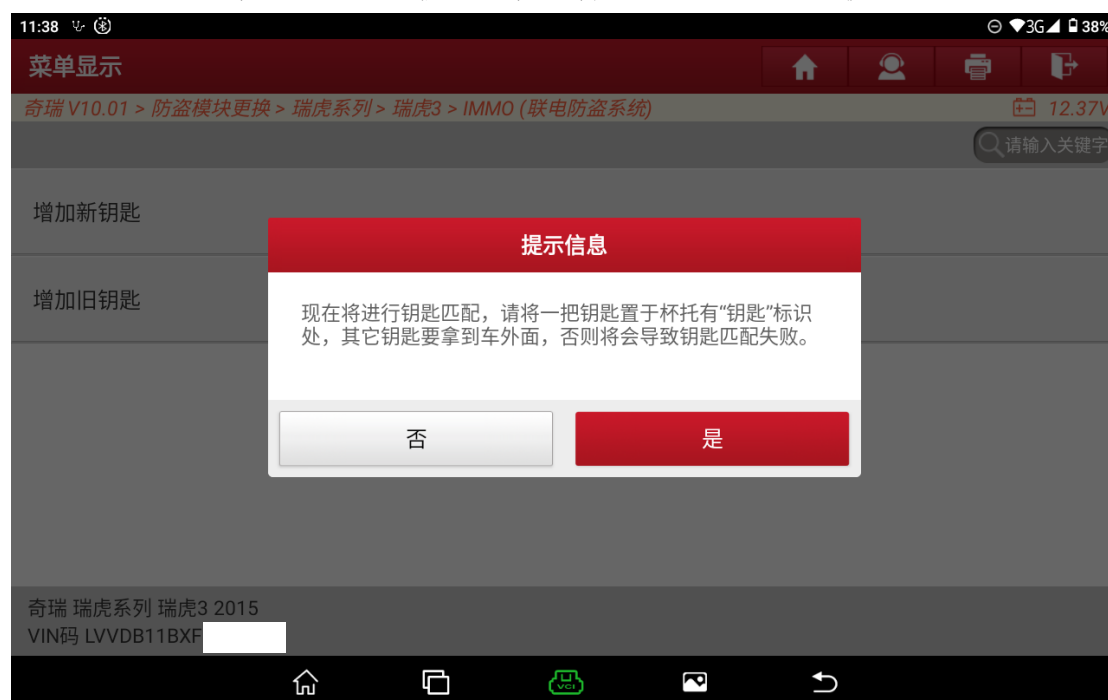 11:38 3G 38%
菜单显示
奇瑞 V10.01 > 防盗模块更换 > 瑞虎系列 > 瑞虎3 > IMMO (联电防盗系统) 12.37V
请输入关键字
增加新钥匙
提示信息
增加旧钥匙
现在将进行钥匙匹配，请将一把钥匙置于杯托有“钥匙”标识
处，其它钥匙要拿到车外面，否则将会导致钥匙匹配失败。
否 是
奇瑞 瑞虎系列 瑞虎3 2015
VIN码 LVVDB11BXF
VCI